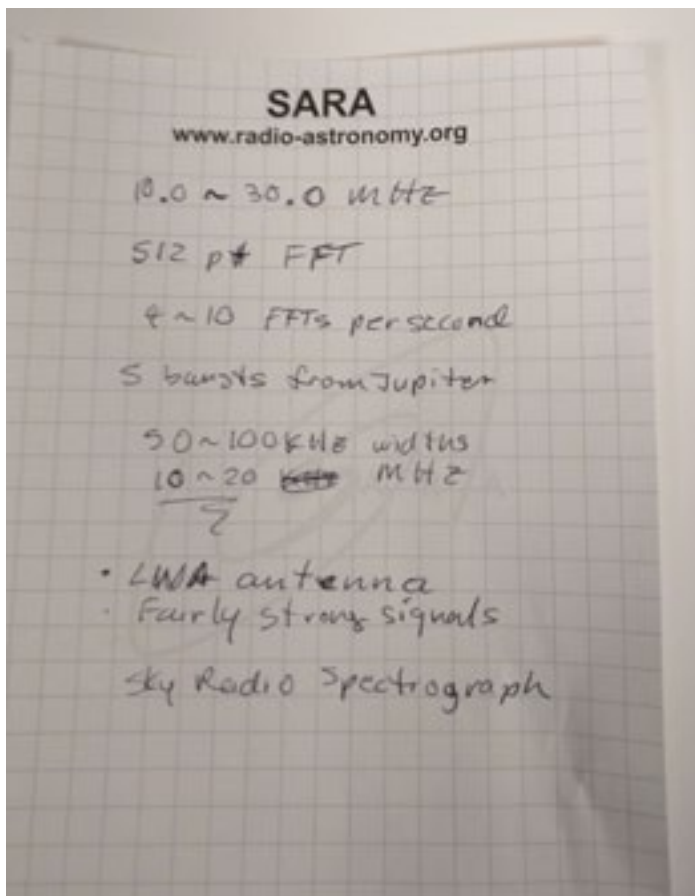 SARA
www.radio-astronomy.org
10.0 ~ 30.0 MHz
512 pt FFT
4 ~ 10 FFTs per second
S bursts from Jupiter
50 ~ 100 KHz widths
10 ~ 20 MHz
• LWA antenna
· Fairly strong signals
Sky Radio Spectrograph